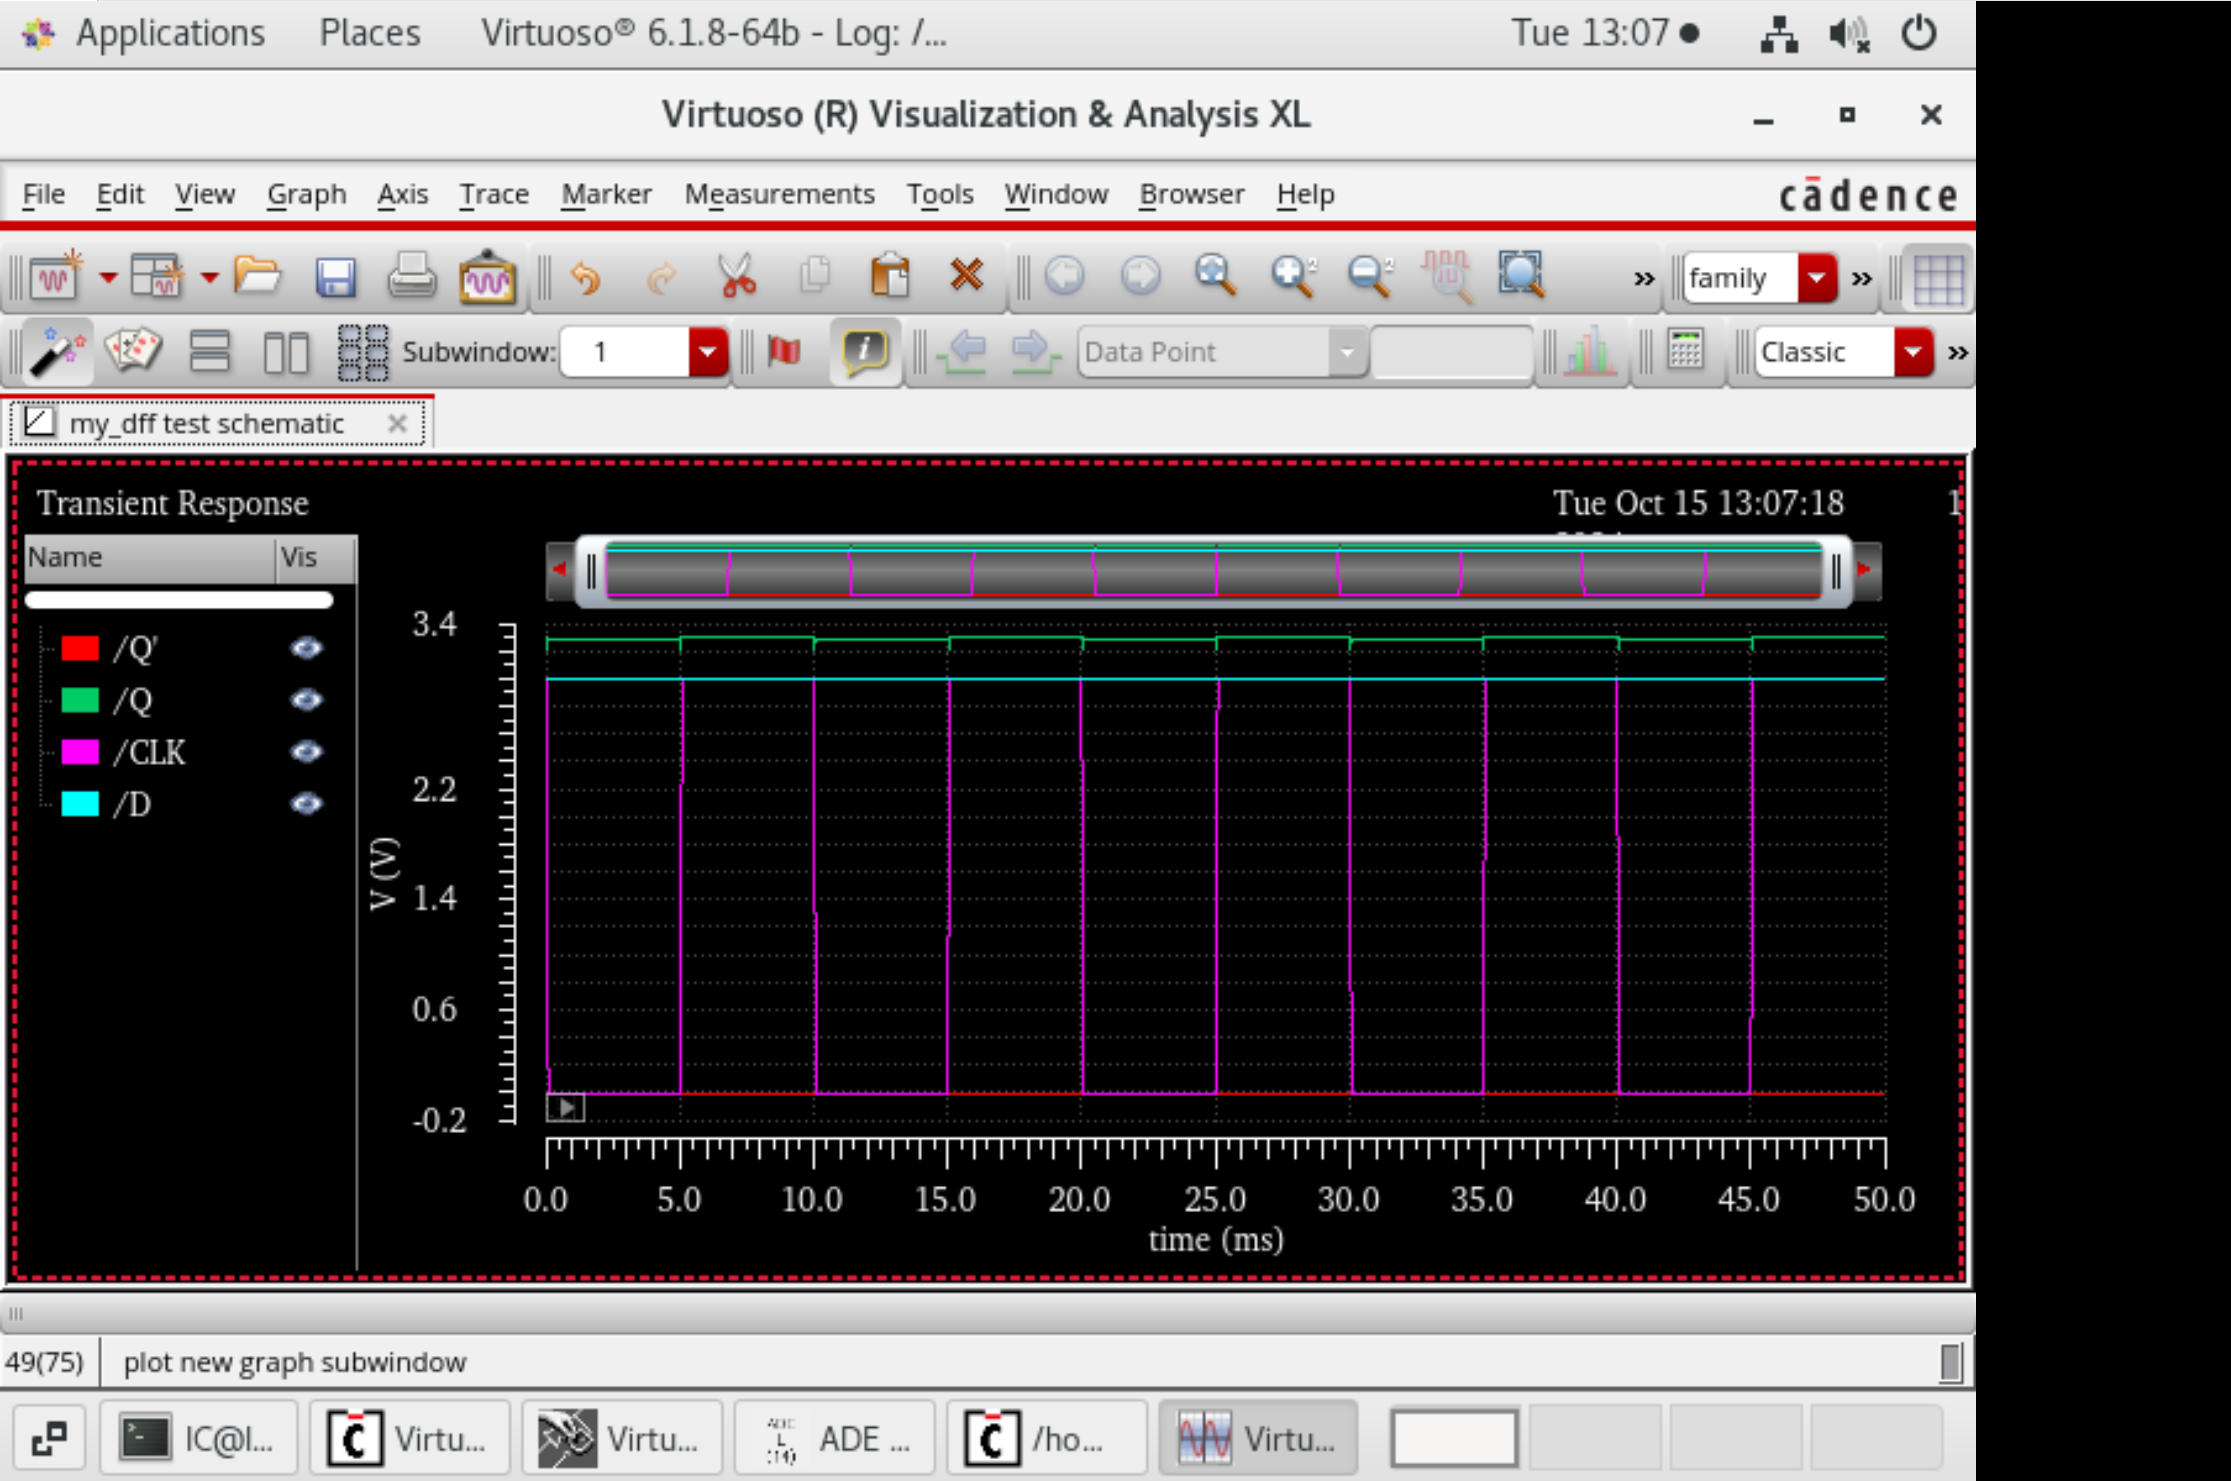 Applications Places Virtuoso® 6.1.8-64b - Log: /... Tue 13:07
Virtuoso (R) Visualization & Analysis XL
File Edit View Graph Axis Trace Marker Measurements Tools Window Browser Help cādence
family
Subwindow: 1 Data Point Classic
my_dff test schematic
Transient Response Tue Oct 15 13:07:18 1
Name Vis
/Q'
/Q
/CLK
/D
3.4
2.2
1.4
0.6
-0.2
V (V)
0.0 5.0 10.0 15.0 20.0 25.0 30.0 35.0 40.0 45.0 50.0
time (ms)
49(75) plot new graph subwindow
IC@l... Virtu... Virtu... ADE ... /ho... Virtu...